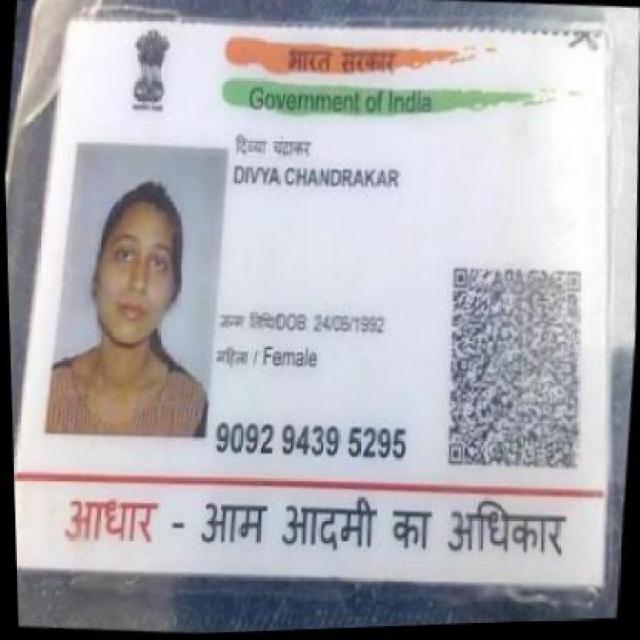 भारत सरकार
Government of India
दिव्या चंद्राकर
DIVYA CHANDRAKAR
जन्म तिथि/DOB: 24/05/1992
महिला / Female
9092 9439 5295
आधार - आम आदमी का अधिकार